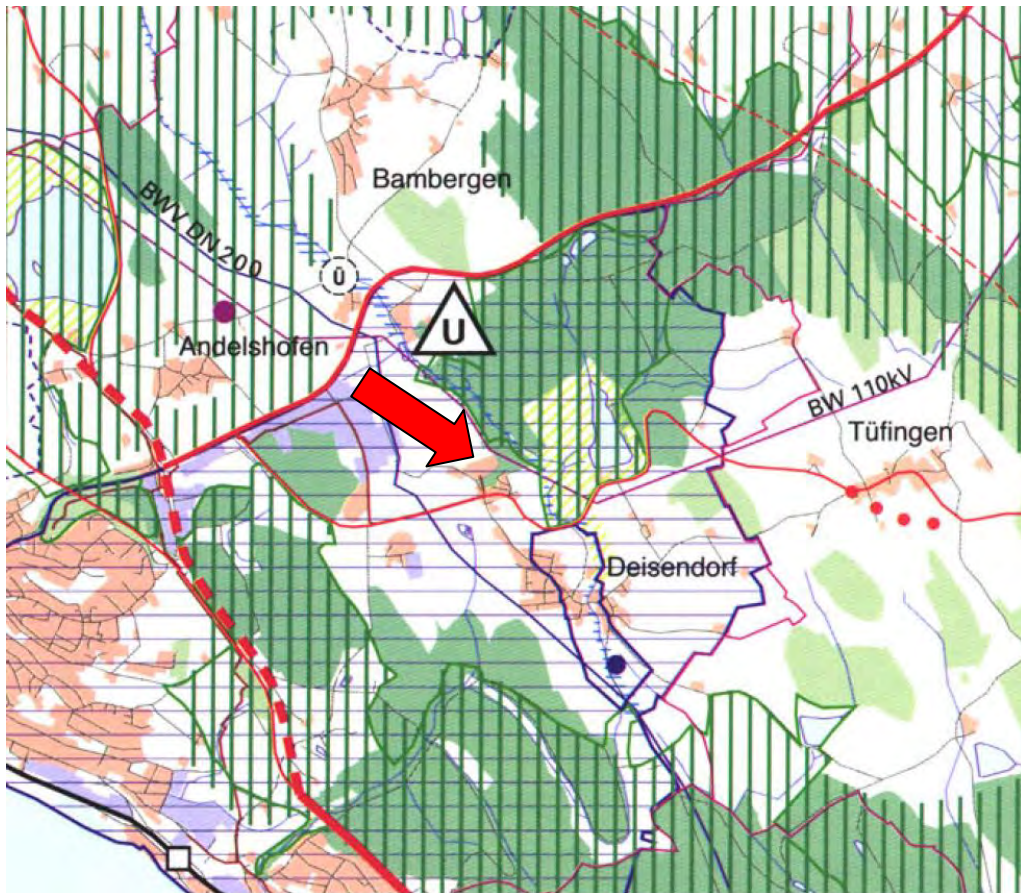 Bambergen
BWV DN 200
Ü
Andelshofen
U
BW 110kV
Tüfingen
Deisendorf